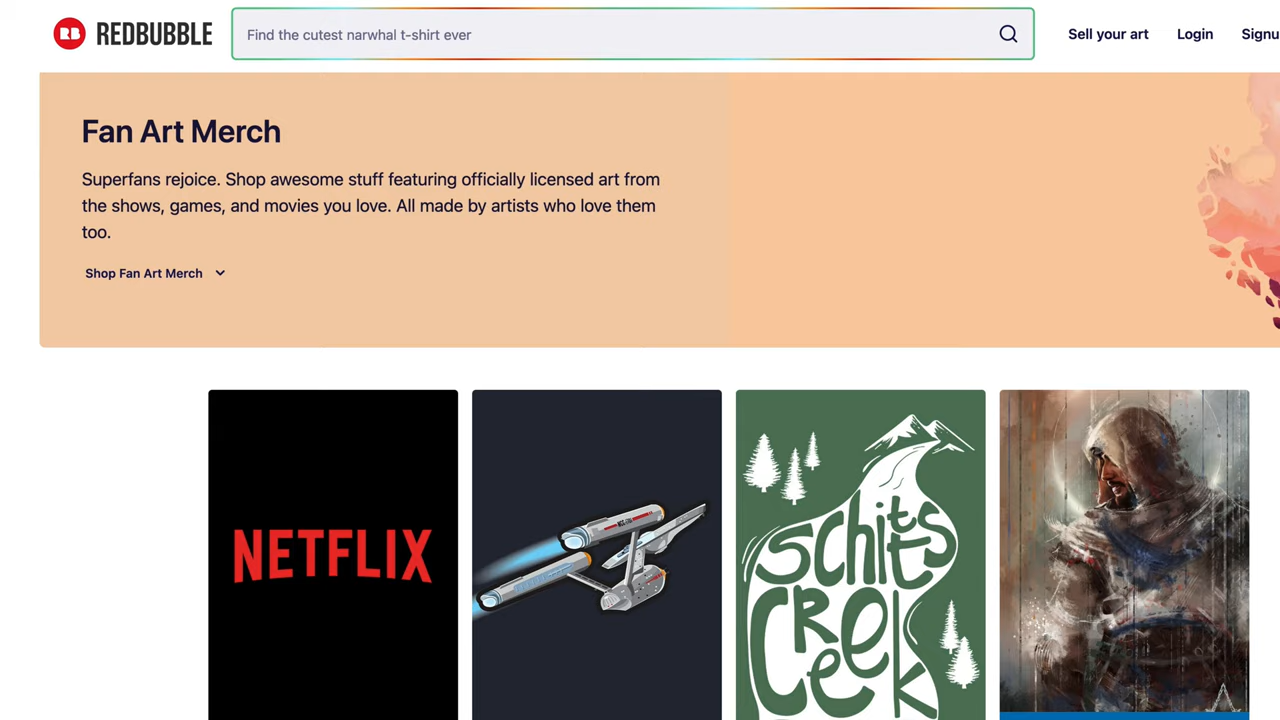 RB REDBUBBLE
Find the cutest narwhal t-shirt ever
Sell your art
Login
Signu
Fan Art Merch
Superfans rejoice. Shop awesome stuff featuring officially licensed art from
the shows, games, and movies you love. All made by artists who love them
too.
Shop Fan Art Merch
NETFLIX
Schitt's
Creek